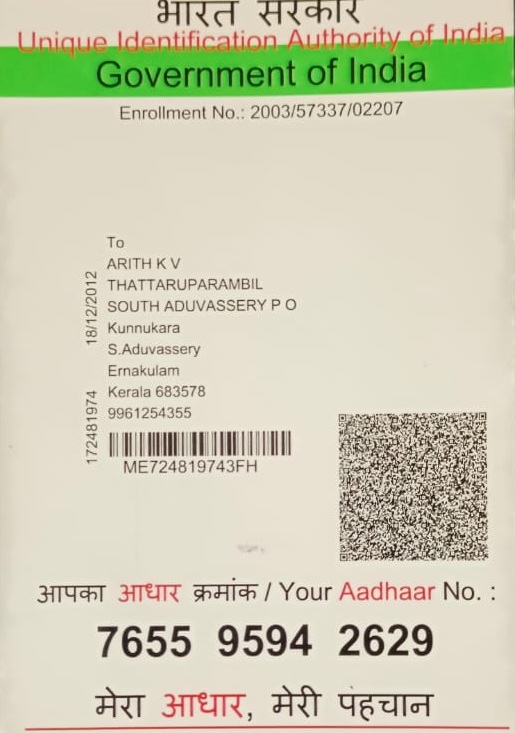 भारत सरकार
Unique Identification Authority of India
Government of India
Enrollment No.: 2003/57337/02207
To
ARITH K V
THATTARUPARAMBIL
SOUTH ADUVASSERY P O
Kunnukara
S.Aduvassery
Ernakulam
Kerala 683578
9961254355
18/12/2012
172481974
ME724819743FH
आपका आधार क्रमांक / Your Aadhaar No. :
7655 9594 2629
मेरा आधार, मेरी पहचान